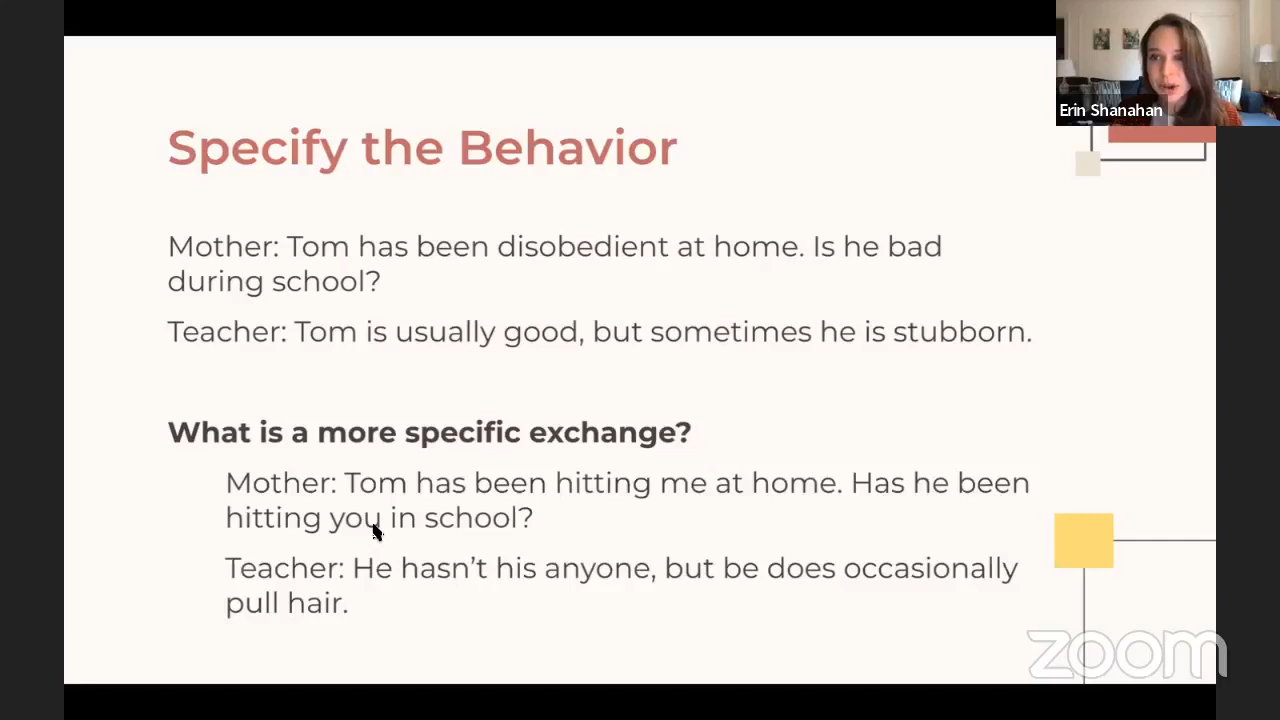 Erin Shanahan
Specify the Behavior
Mother: Tom has been disobedient at home. Is he bad
during school?
Teacher: Tom is usually good, but sometimes he is stubborn.
What is a more specific exchange?
Mother: Tom has been hitting me at home. Has he been
hitting you in school?
Teacher: He hasn’t his anyone, but be does occasionally
pull hair.
zoom